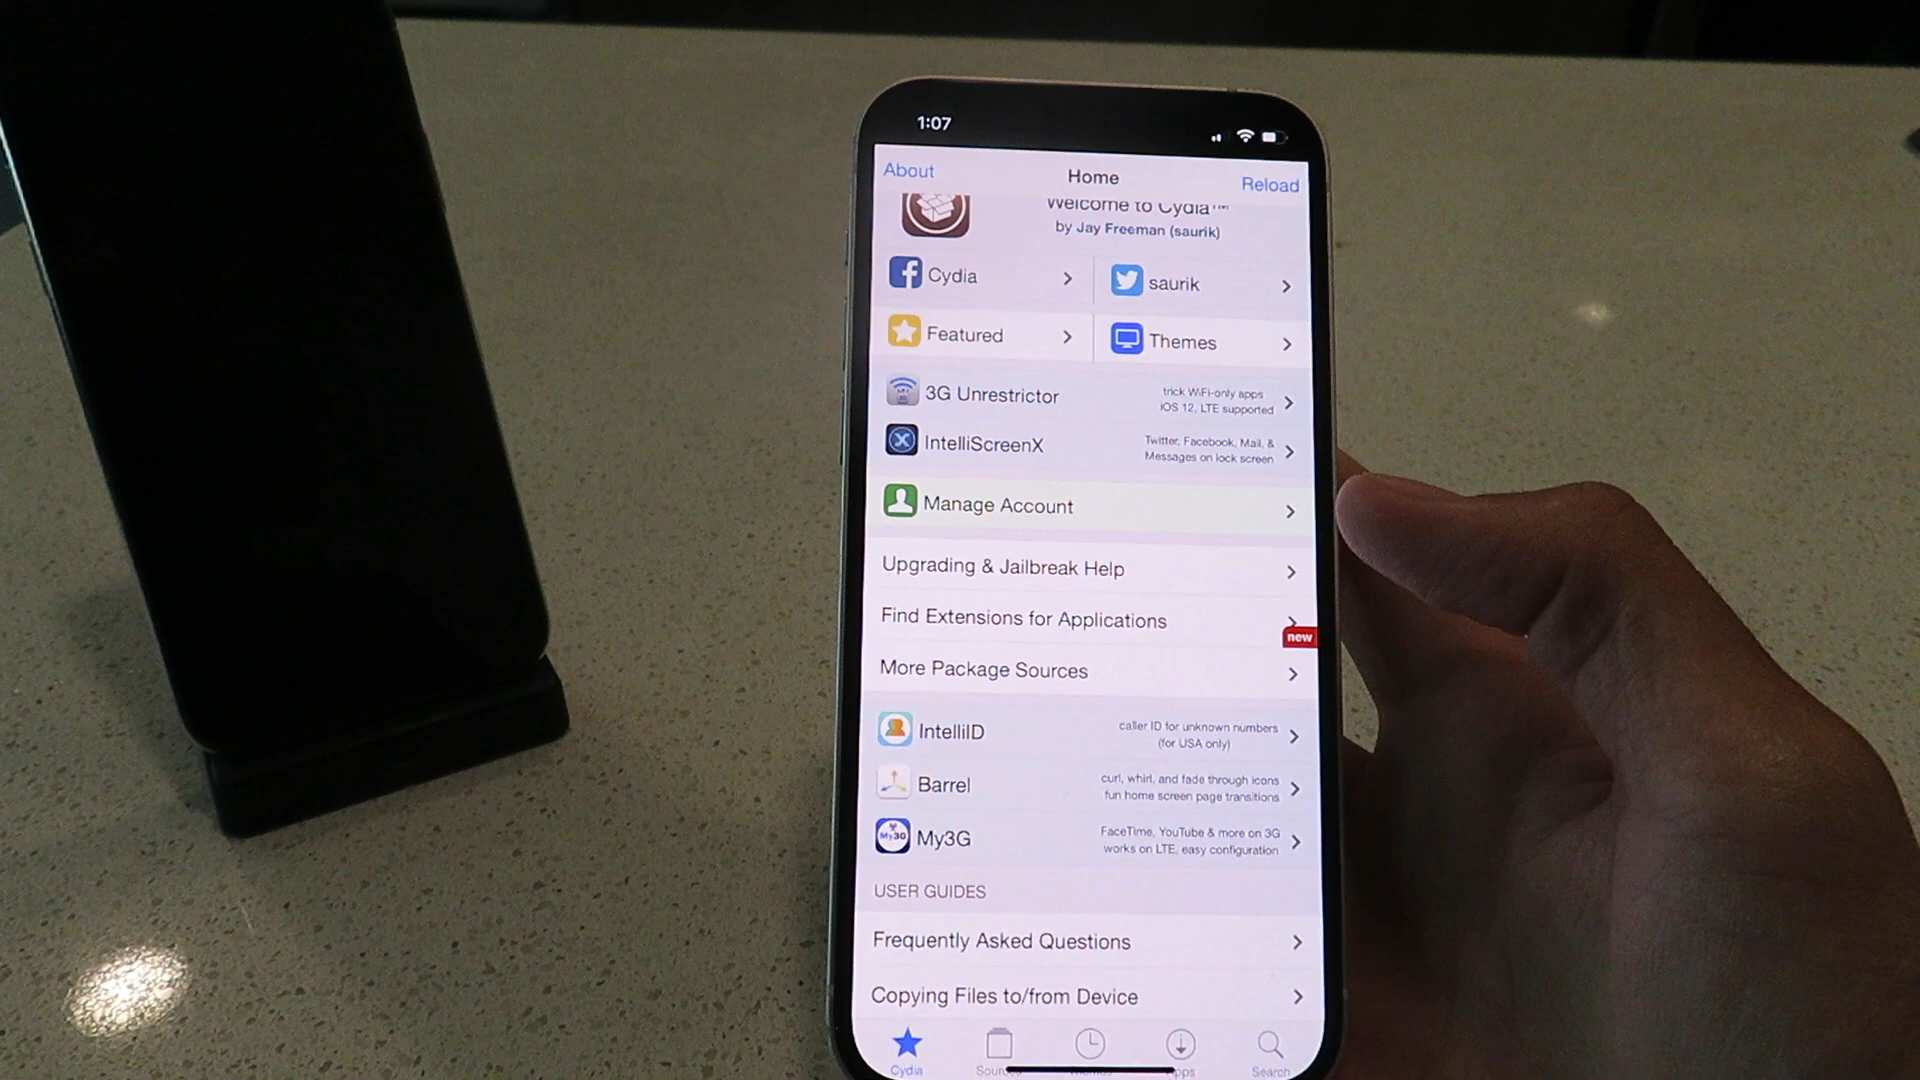 1:07
About
Home
Reload
Welcome to Cydia™
by Jay Freeman (saurik)
Cydia
saurik
Featured
Themes
3G Unrestrictor
trick WiFi-only apps
iOS 12, LTE supported
IntelliScreenX
Twitter, Facebook, Mail, &
Messages on lock screen
Manage Account
Upgrading & Jailbreak Help
Find Extensions for Applications
new
More Package Sources
IntelliID
caller ID for unknown numbers
(for USA only)
Barrel
curl, whirl, and fade through icons
fun home screen page transitions
My3G
My3G
FaceTime, YouTube & more on 3G
works on LTE, easy configuration
USER GUIDES
Frequently Asked Questions
Copying Files to/from Device
Cydia
Search